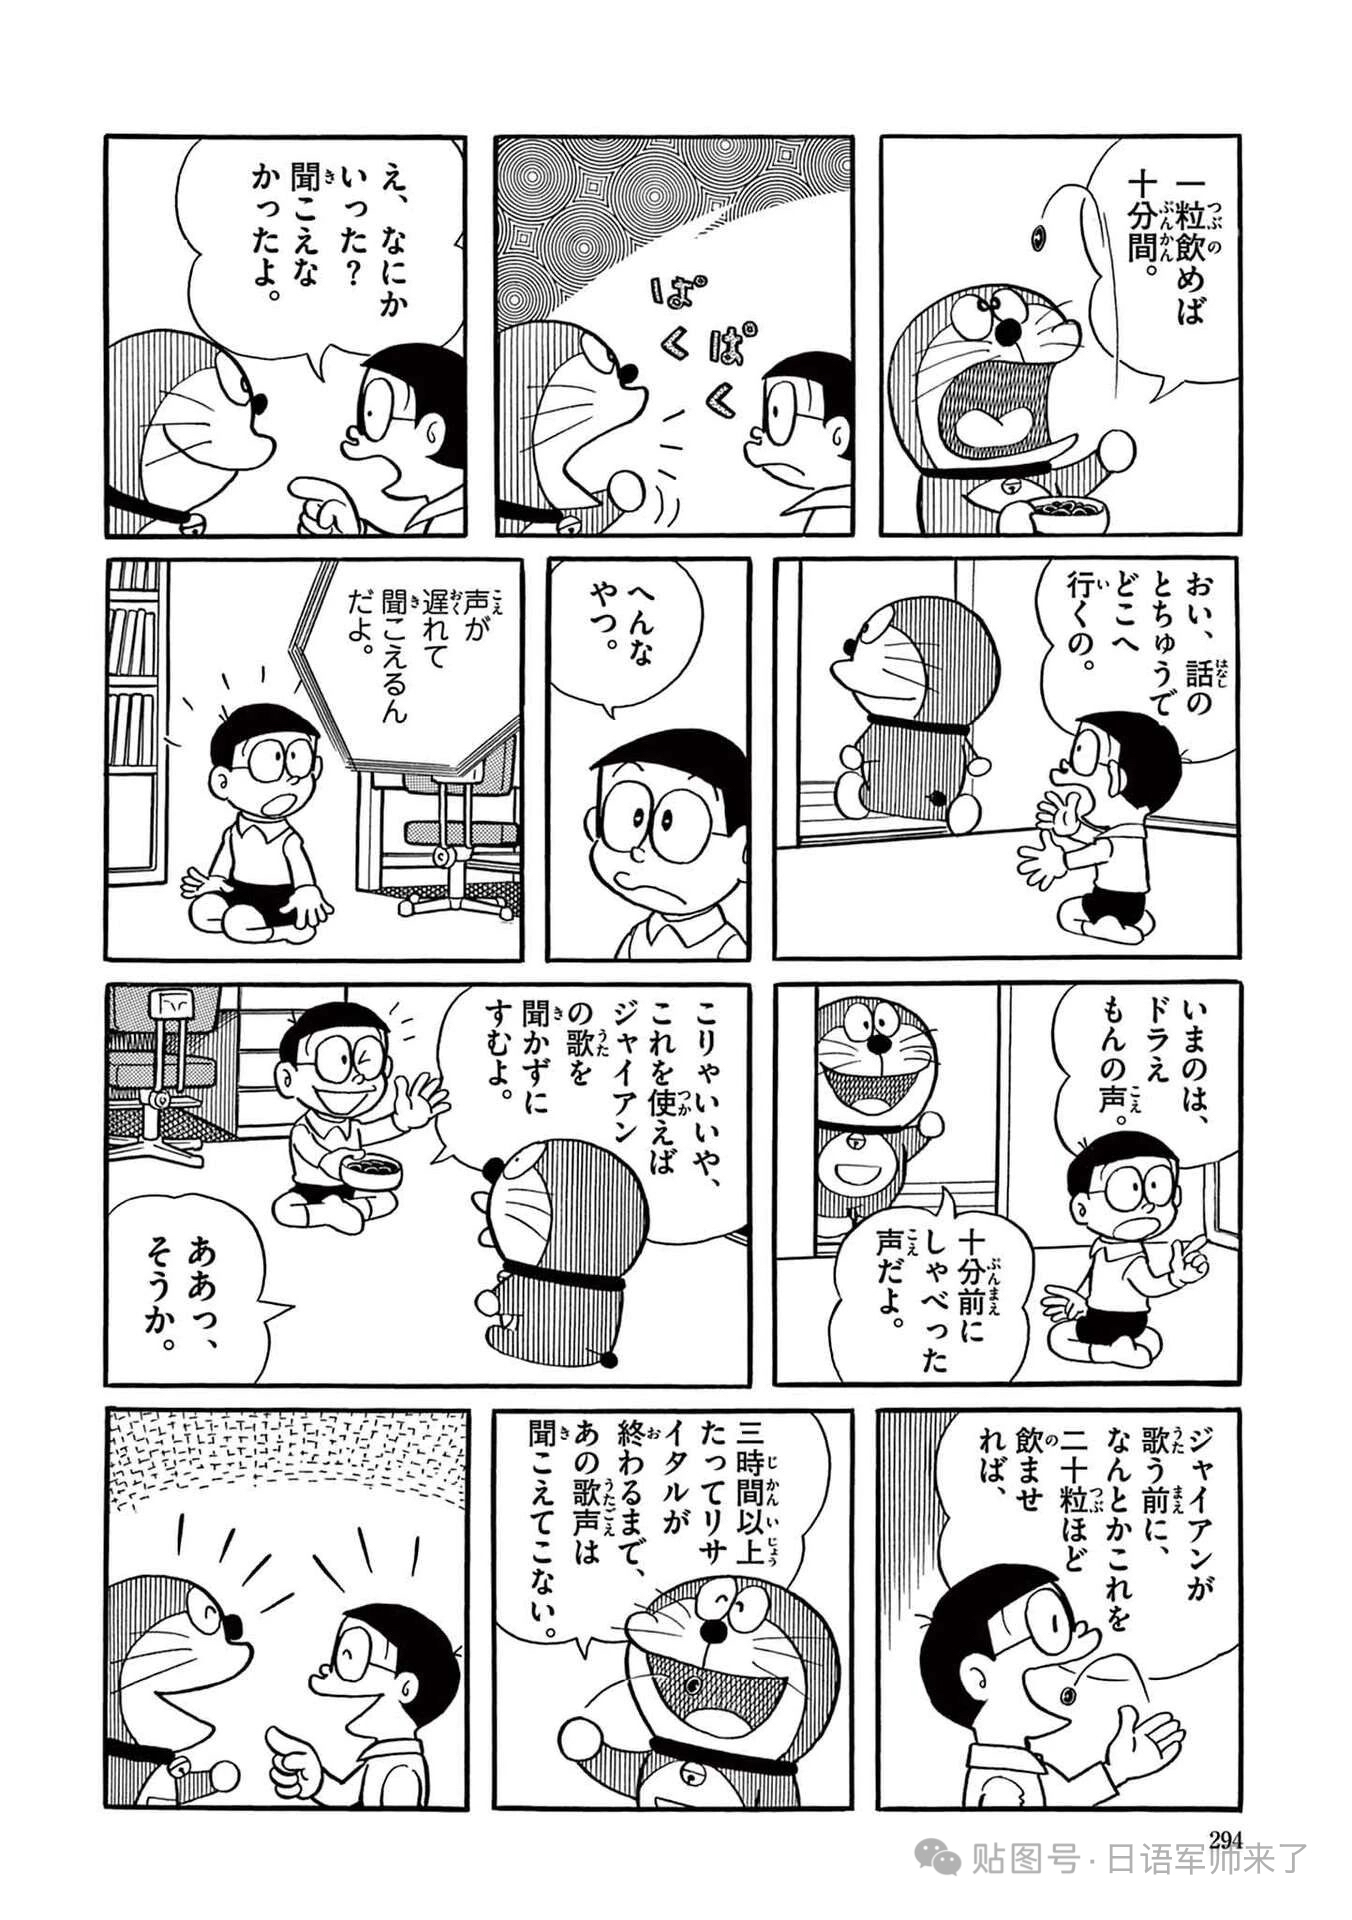 一粒飲めば
十分間。
ぱくぱく
え、なにか
いった?
聞こえな
かったよ。
おい、話の
とちゅうで
どこへ
行くの。
へんな
やつ。
声が
遅れて
聞こえるん
だよ。
いまのは、
ドラえ
もんの声。
十分前に
しゃべった
声だよ。
こりゃいいや、
これを使えば
ジャイアン
の歌を
聞かずに
すむよ。
ああっ、
そうか。
ジャイアンが
歌う前に、
なんとかこれを
二十粒ほど
飲ませ
れば、
三時間以上
たってリサ
イタルが
終わるまで、
あの歌声は
聞こえてこない。
294
贴图号·日语军师来了